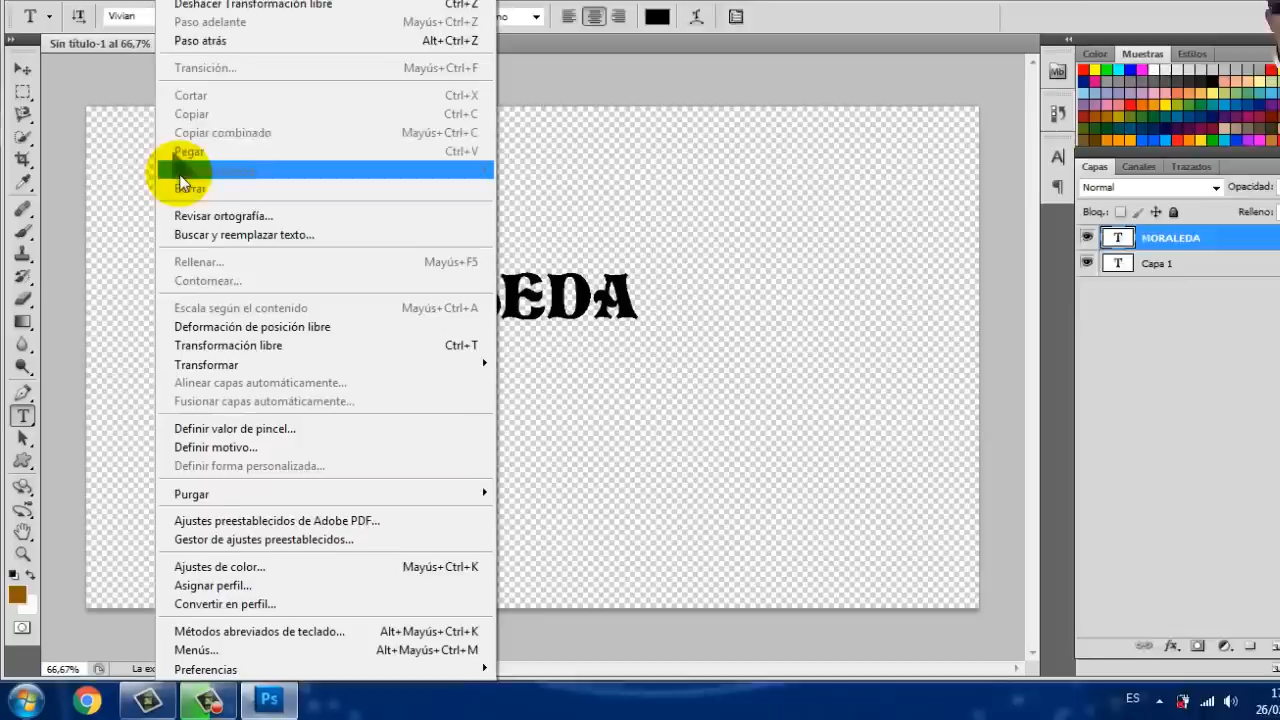 Vivian
Sin título-1 al 66,7%
Deshacer Transformación libre Ctrl+Z
Paso adelante Mayús+Ctrl+Z
Paso atrás Alt+Ctrl+Z
Transición... Mayús+Ctrl+F
Cortar Ctrl+X
Copiar Ctrl+C
Copiar combinado Mayús+Ctrl+C
Pegar Ctrl+V
Borrar
Revisar ortografía...
Buscar y reemplazar texto...
Rellenar... Mayús+F5
Contornear...
Escala según el contenido Mayús+Ctrl+A
Deformación de posición libre
Transformación libre Ctrl+T
Transformar
Alinear capas automáticamente...
Fusionar capas automáticamente...
Definir valor de pincel...
Definir motivo...
Definir forma personalizada...
Purgar
Ajustes preestablecidos de Adobe PDF...
Gestor de ajustes preestablecidos...
Ajustes de color... Mayús+Ctrl+K
Asignar perfil...
Convertir en perfil...
Métodos abreviados de teclado... Alt+Mayús+Ctrl+K
Menús... Alt+Mayús+Ctrl+M
Preferencias
EDA
Color Muestras Estilos
Mb
Capas Canales Trazados
Normal Opacidad:
Bloq.: Relleno:
T MORALEDA
T Capa 1
fx
66,67% La ex
Ps
ES